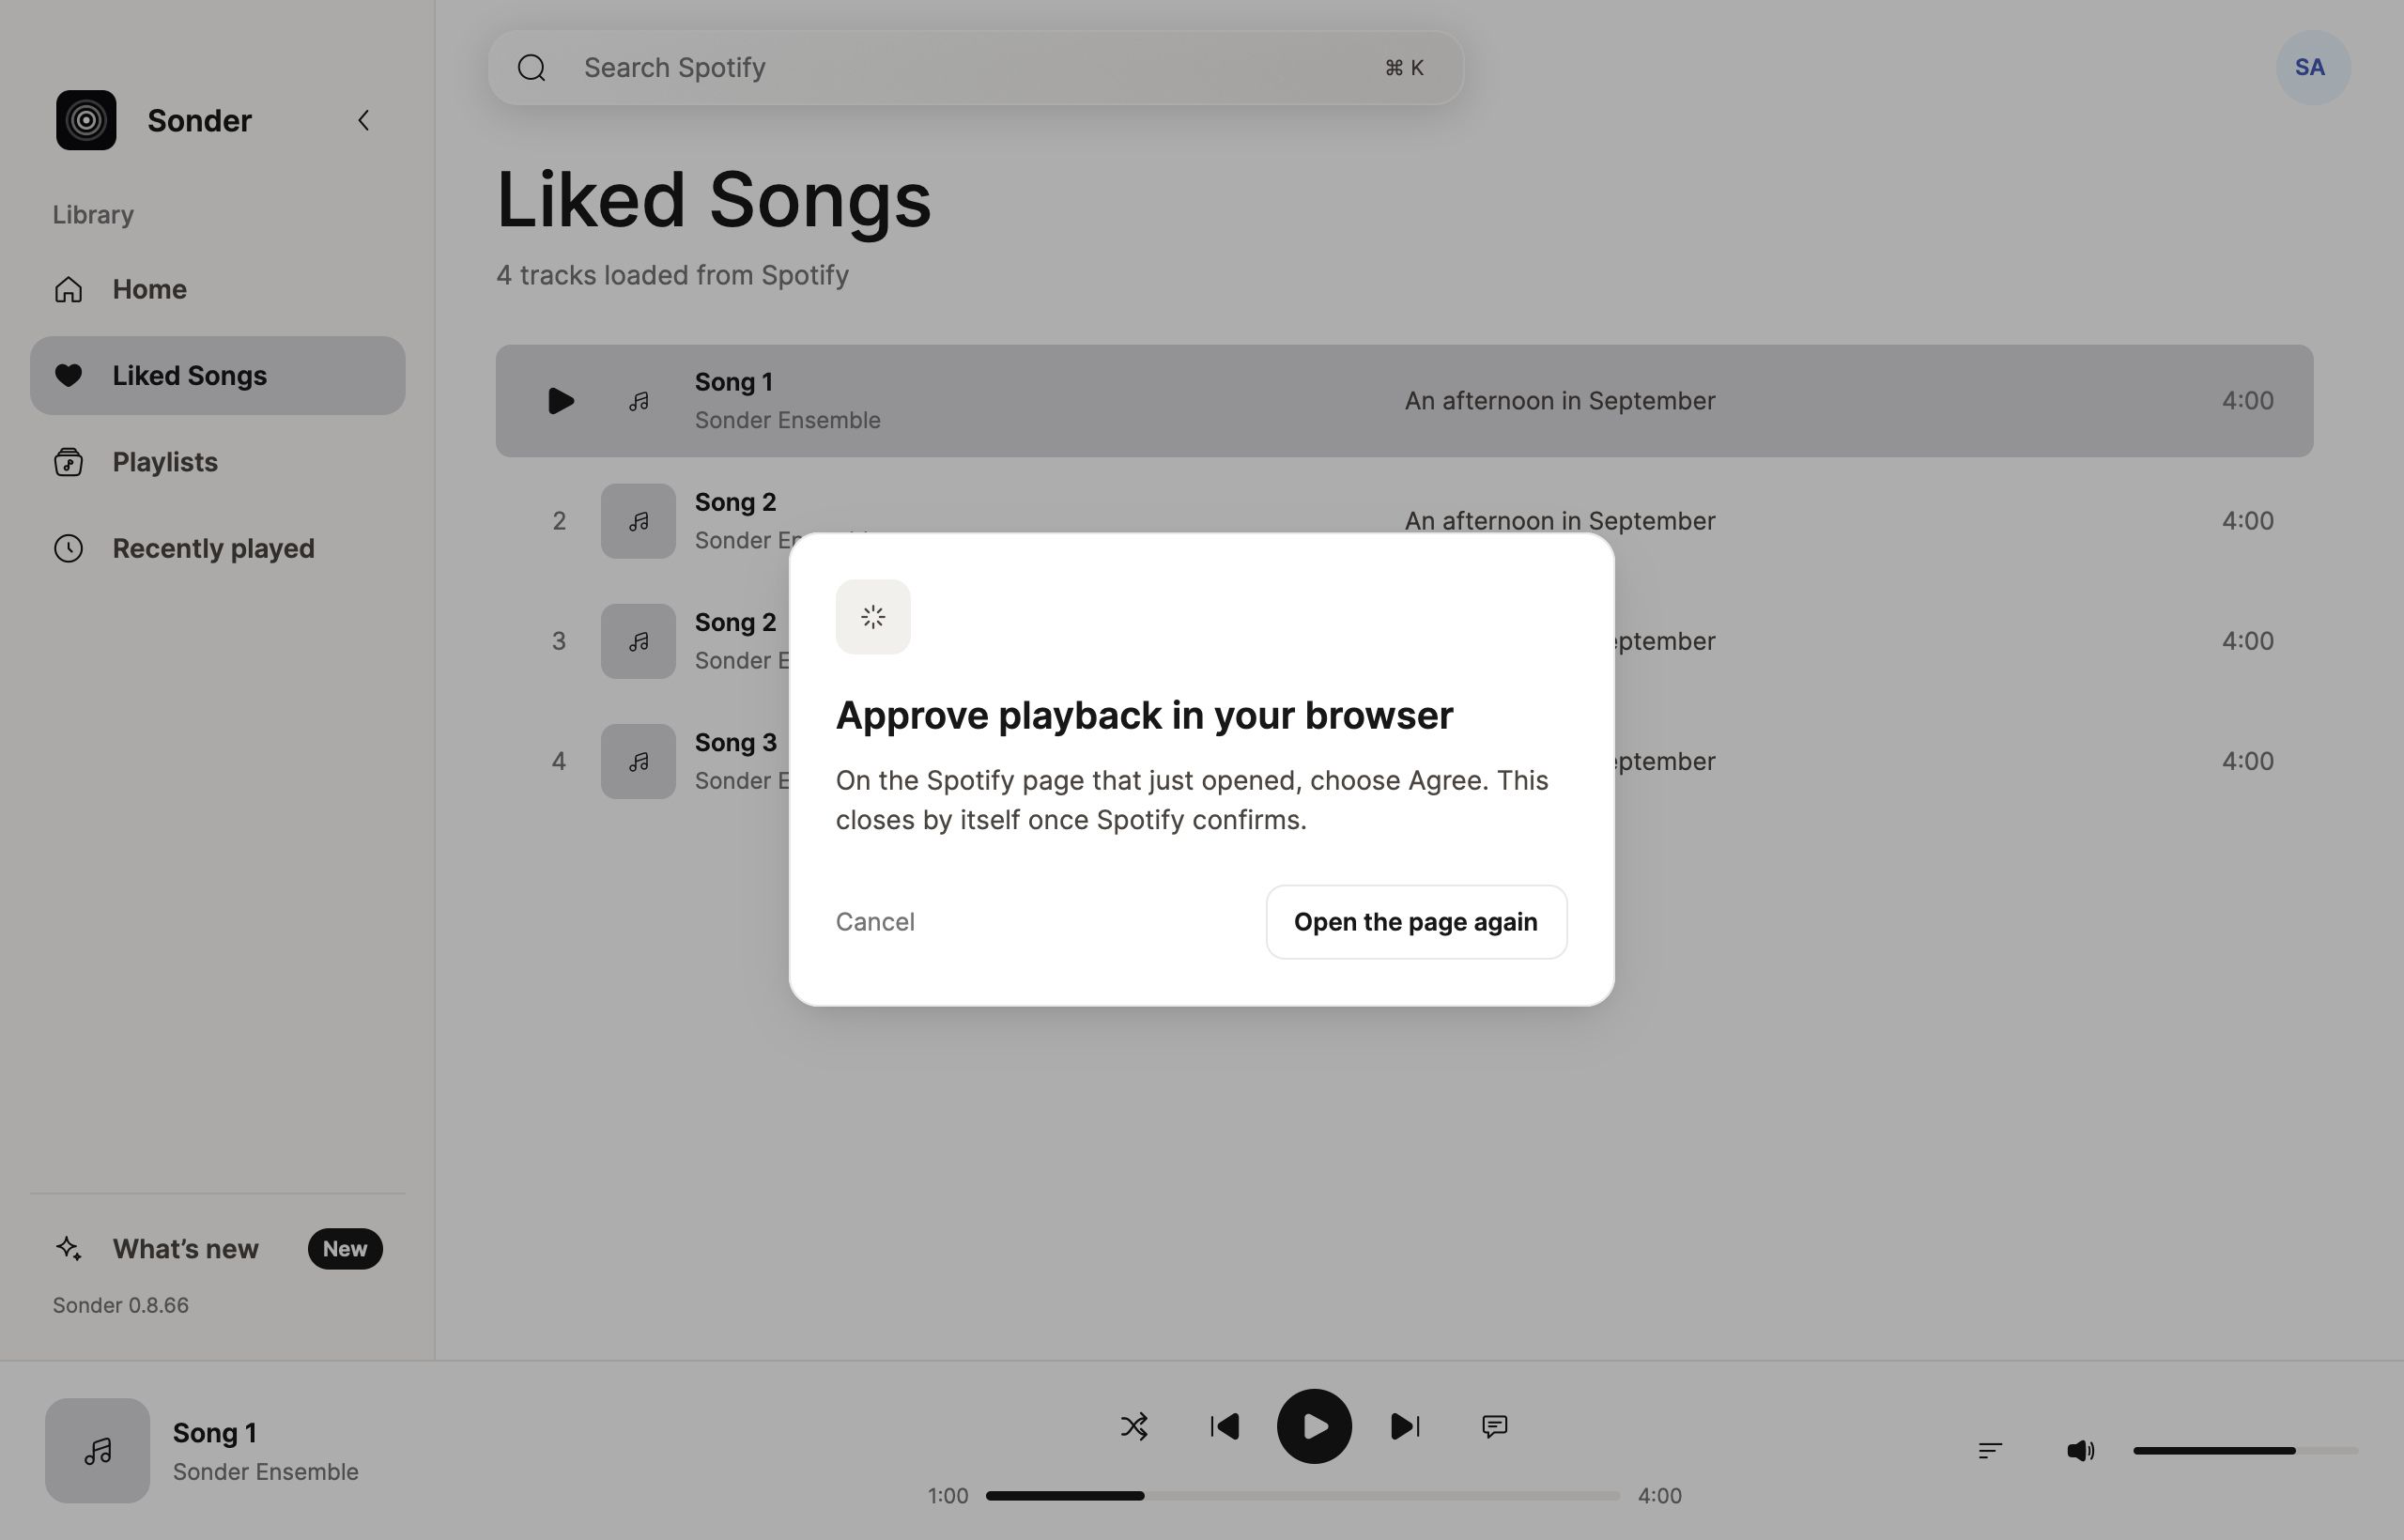 Search Spotify
⌘ K
SA
Sonder
Library
Home
Liked Songs
Playlists
Recently played
What’s new
New
Sonder 0.8.66
Liked Songs
4 tracks loaded from Spotify
Song 1
Sonder Ensemble
An afternoon in September
4:00
2
Song 2
Sonder
An afternoon in September
4:00
3
Song 2
Sonder
4:00
4
Song 3
Sonder
4:00
Approve playback in your browser
On the Spotify page that just opened, choose Agree. This
closes by itself once Spotify confirms.
Cancel
Open the page again
Song 1
Sonder Ensemble
1:00
4:00